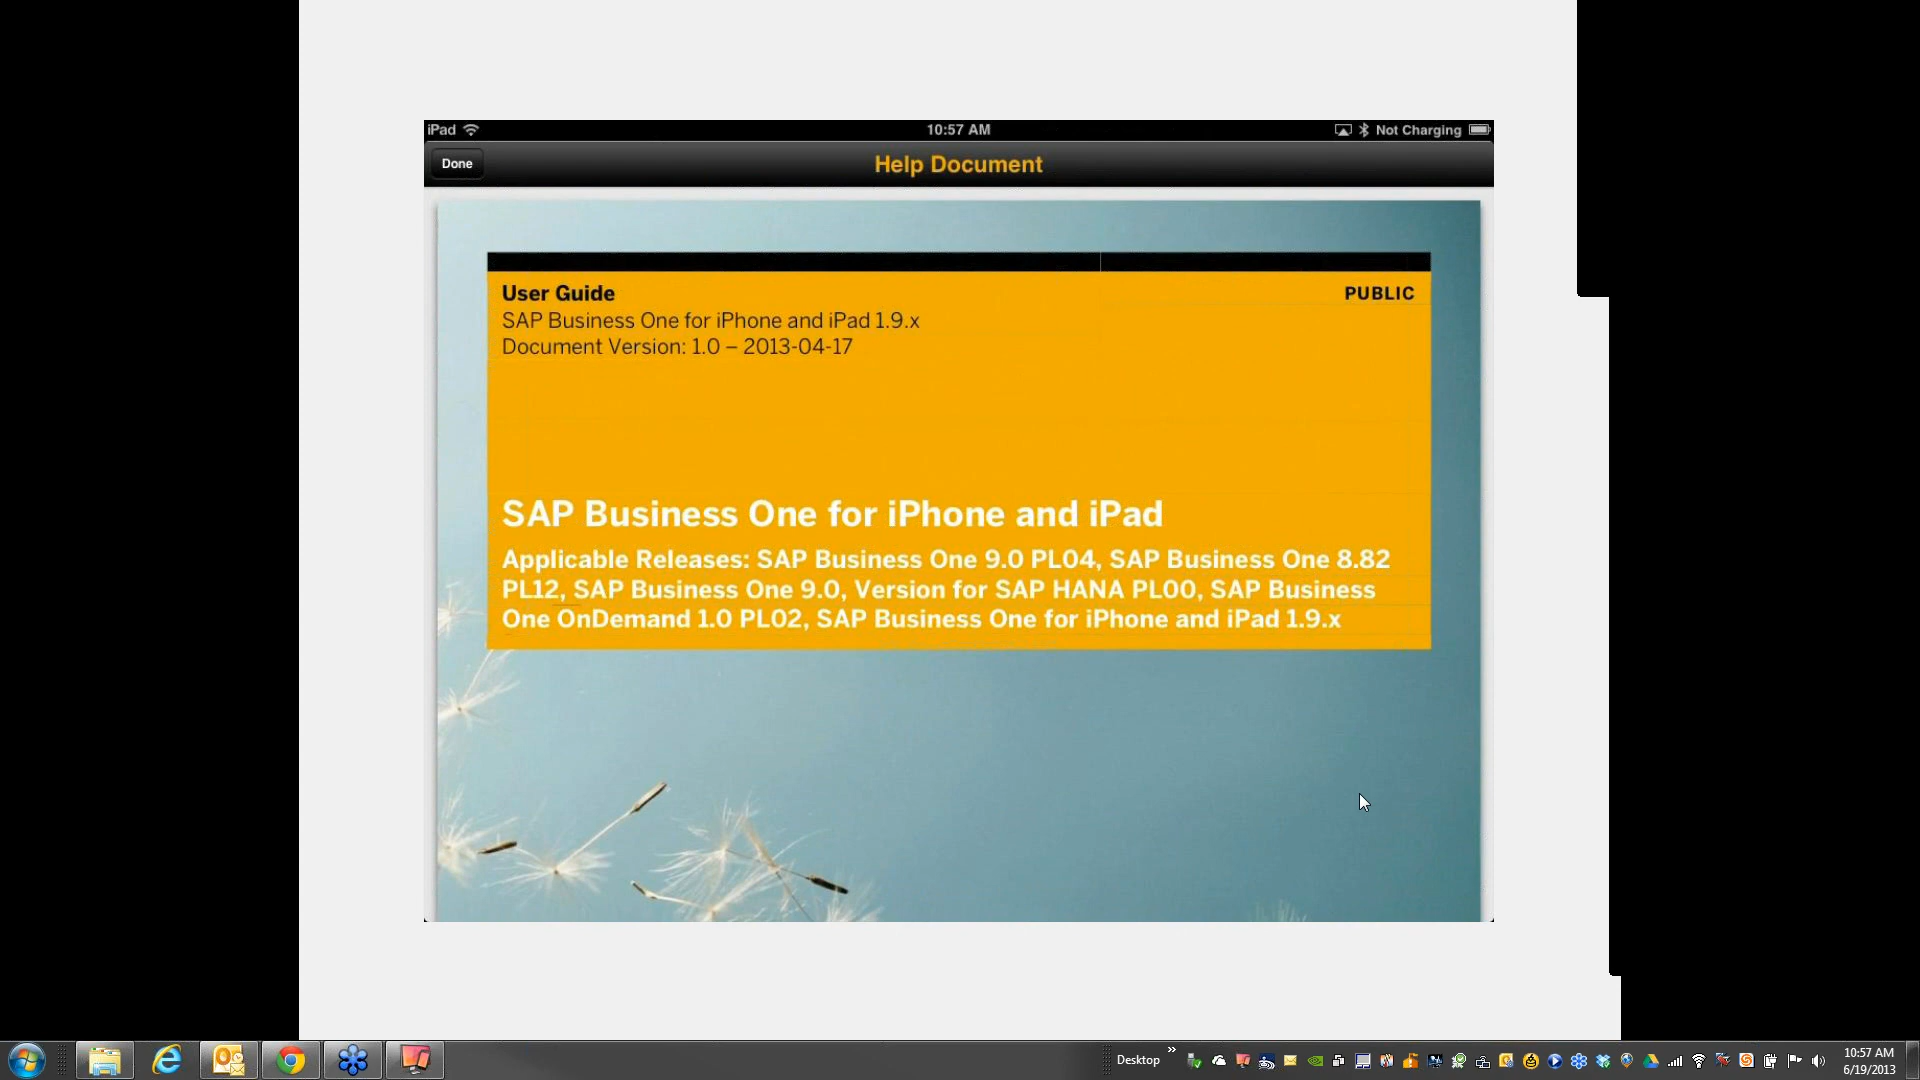 iPad
10:57 AM
Not Charging
Done
Help Document
User Guide
PUBLIC
SAP Business One for iPhone and iPad 1.9.x
Document Version: 1.0 – 2013-04-17
SAP Business One for iPhone and iPad
Applicable Releases: SAP Business One 9.0 PL04, SAP Business One 8.82
PL12, SAP Business One 9.0, Version for SAP HANA PL00, SAP Business
One OnDemand 1.0 PL02, SAP Business One for iPhone and iPad 1.9.x
Desktop
10:57 AM
6/19/2013